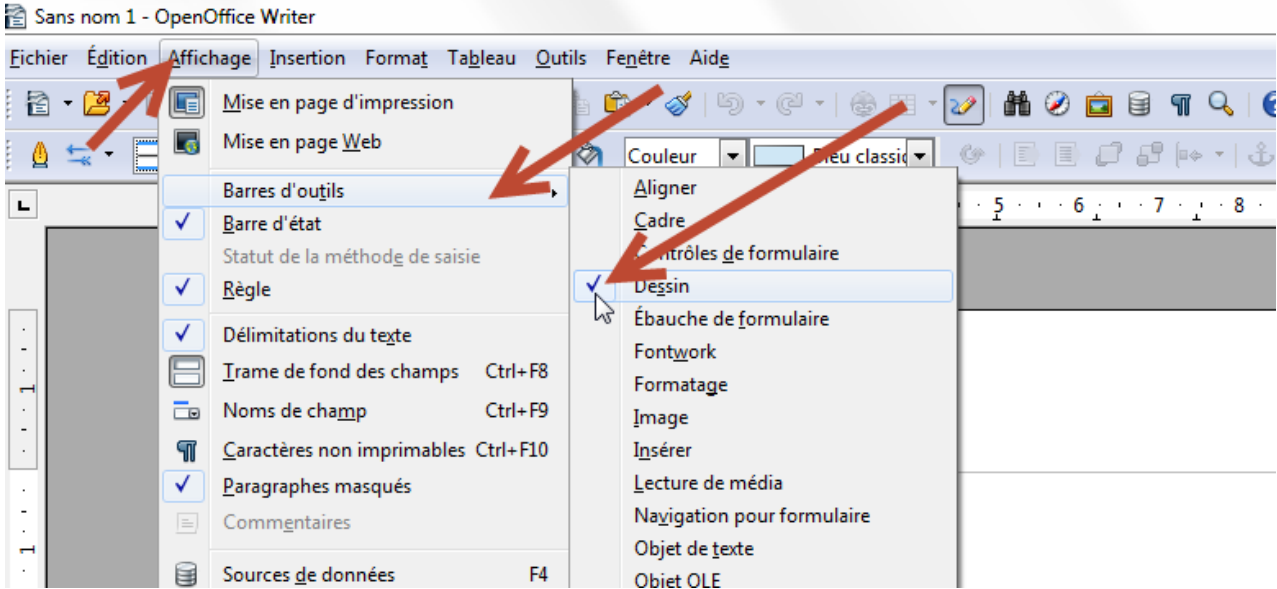 Sans nom 1 - OpenOffice Writer
Fichier Édition Affichage Insertion Format Tableau Outils Fenêtre Aide
Mise en page d'impression
Mise en page Web
Couleur
classic
Barres d'outils
Barre d'état
Statut de la méthode de saisie
Règle
Délimitations du texte
Trame de fond des champs Ctrl+F8
Noms de champ Ctrl+F9
Caractères non imprimables Ctrl+F10
Paragraphes masqués
Commentaires
Sources de données F4
Aligner
Cadre
Contrôles de formulaire
Dessin
Ébauche de formulaire
Fontwork
Formatage
Image
Insérer
Lecture de média
Navigation pour formulaire
Objet de texte
Objet OLE
5 6 7 8
1
1